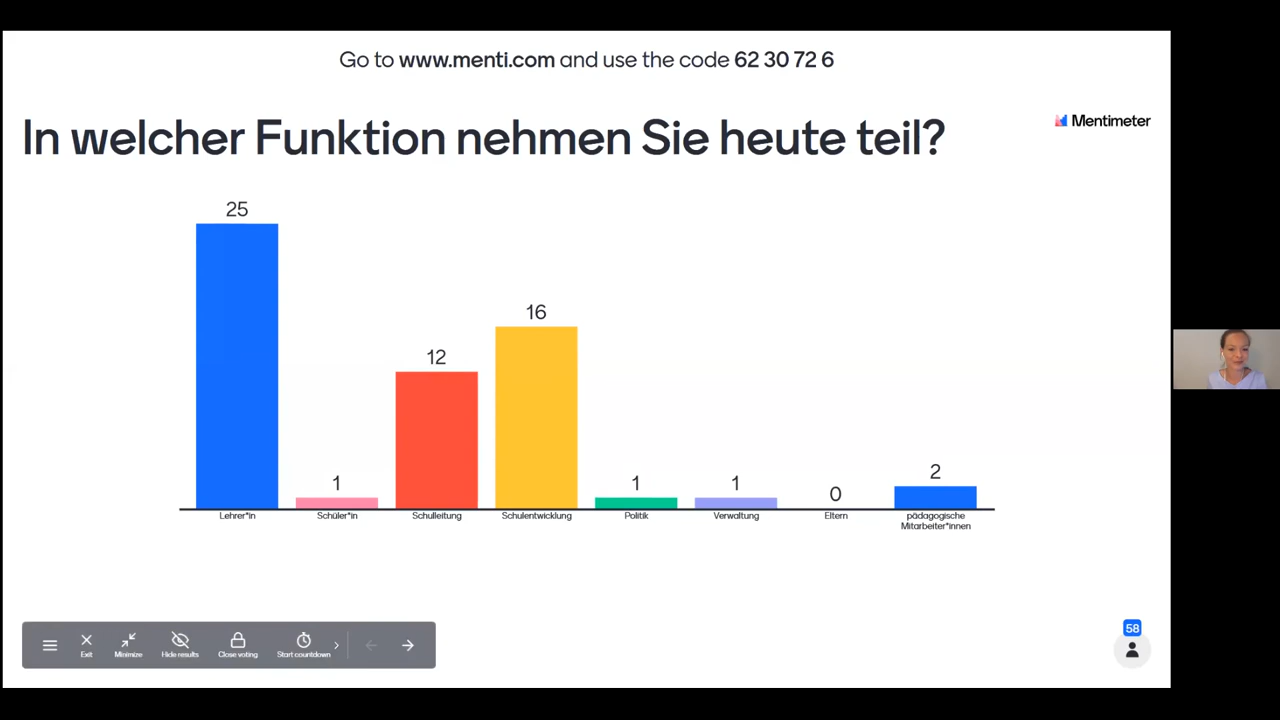 Go to www.menti.com and use the code 62 30 72 6
In welcher Funktion nehmen Sie heute teil?
Mentimeter
25
1
12
16
1
1
0
2
Lehrer*in
Schüler*in
Schulleitung
Schulentwicklung
Politik
Verwaltung
Eltern
pädagogische
Mitarbeiter*innen
58
Exit
Minimize
Hide results
Close voting
Start countdown